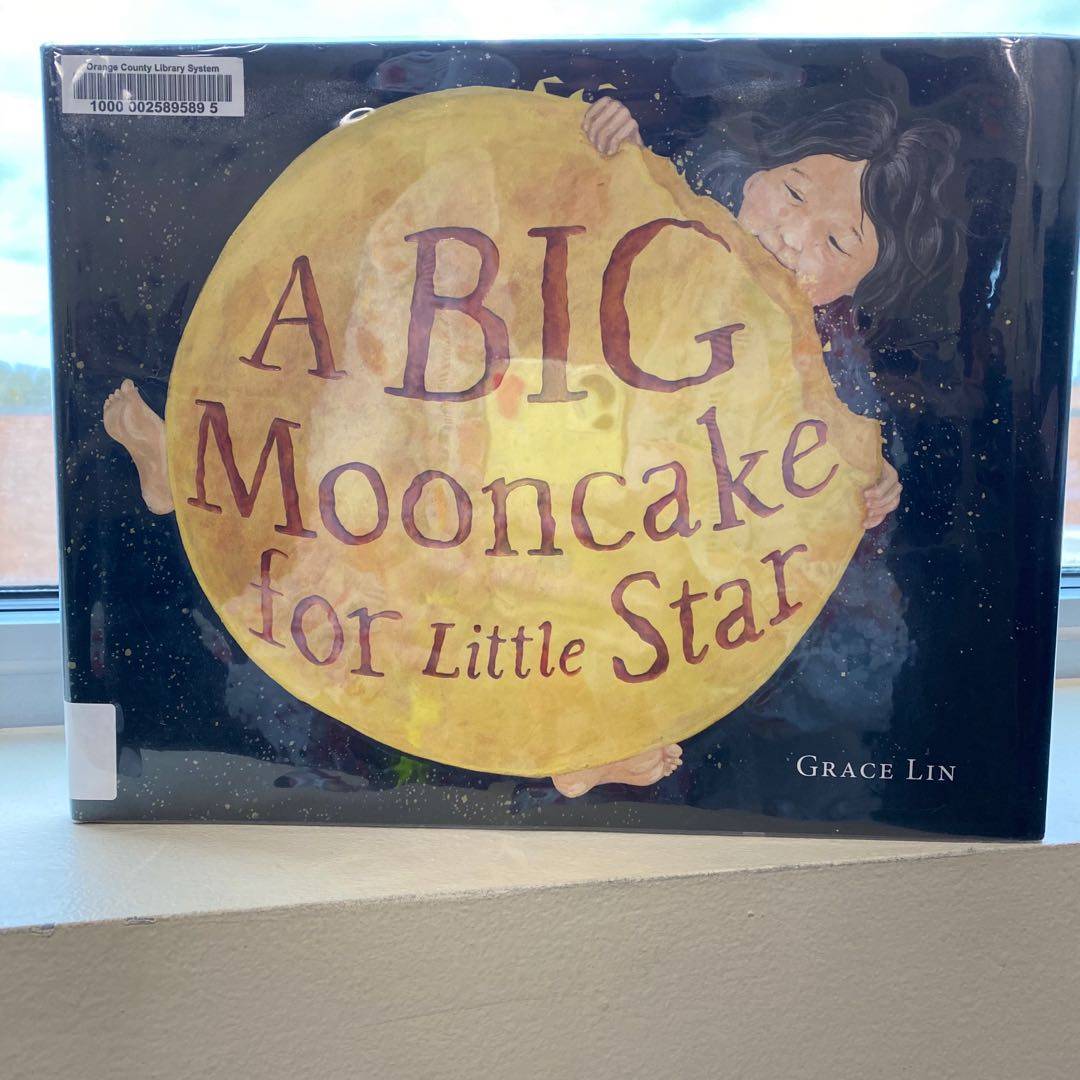 Orange County Library System
1000 002589589 5
A BIG
Mooncake
for Little Star
GRACE LIN